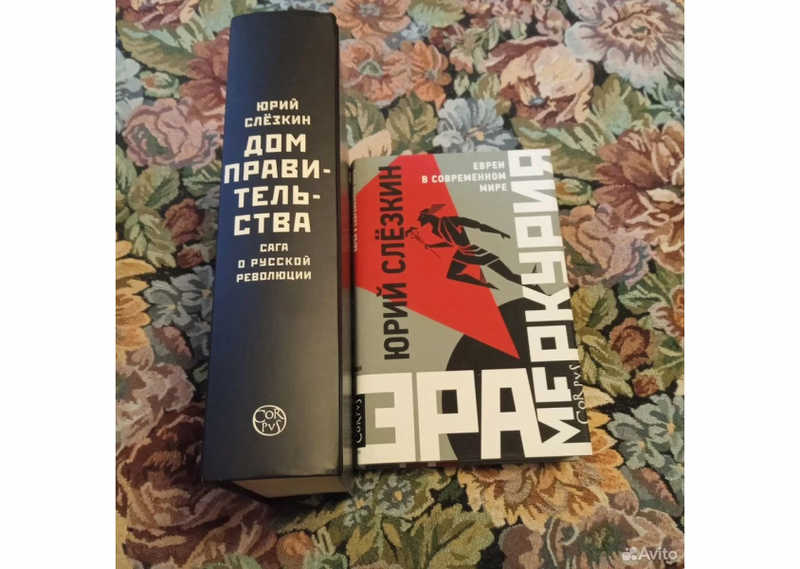 ЮРИЙ
СЛЁЗКИН
ДОМ
ПРАВИ-
ТЕЛЬ-
СТВА
САГА
О РУССКОЙ
РЕВОЛЮЦИИ
CORPVS
ЕВРЕИ
В СОВРЕМЕННОМ
МИРЕ
ЮРИЙ СЛЁЗКИН
ЭРА
МЕРКУРИЯ
CORPVS
CORPVS
Avito